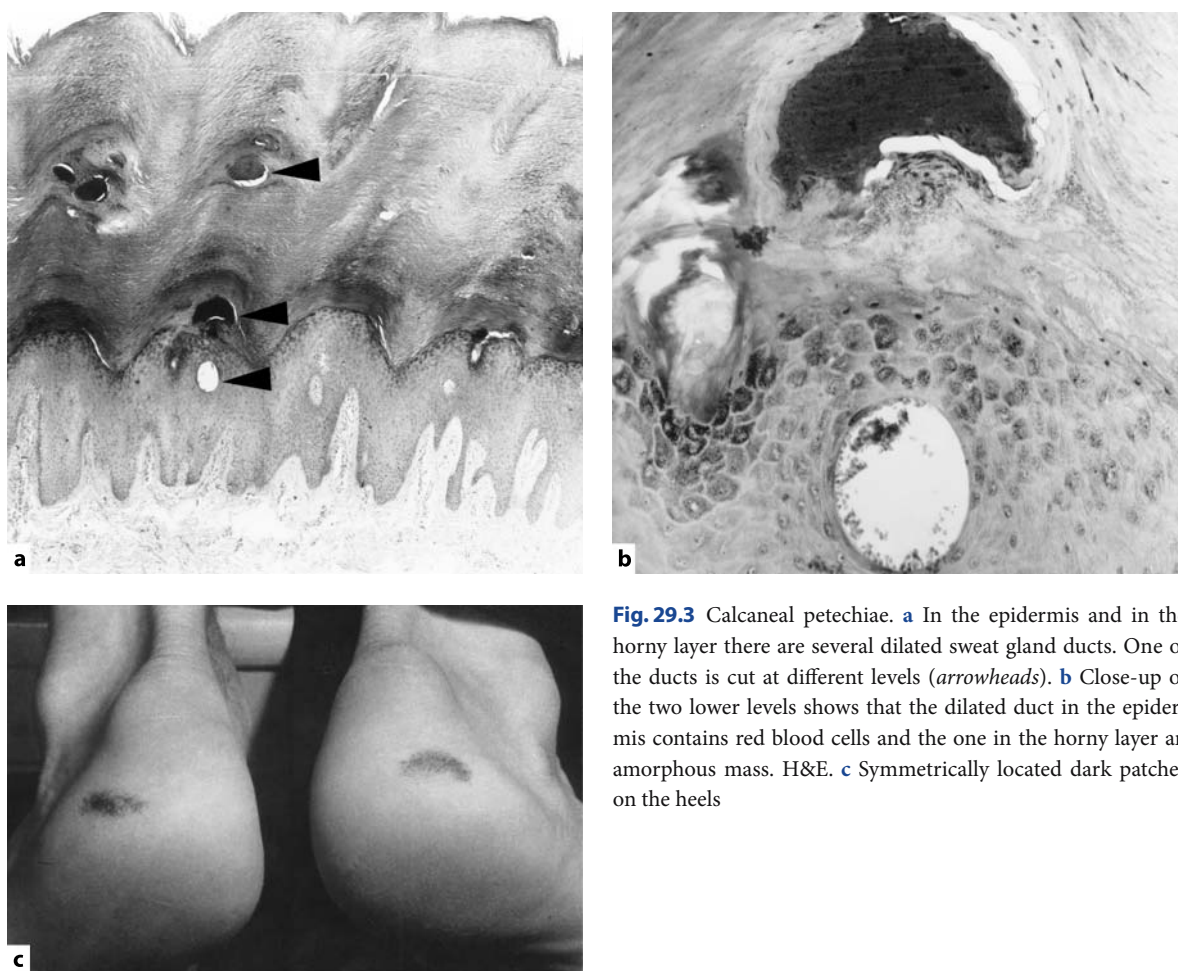 a
b
c
Fig. 29.3 Calcaneal petechiae. a In the epidermis and in the
horny layer there are several dilated sweat gland ducts. One o
the ducts is cut at different levels (arrowheads). b Close-up o
the two lower levels shows that the dilated duct in the epider
mis contains red blood cells and the one in the horny layer an
amorphous mass. H&E. c Symmetrically located dark patche
on the heels